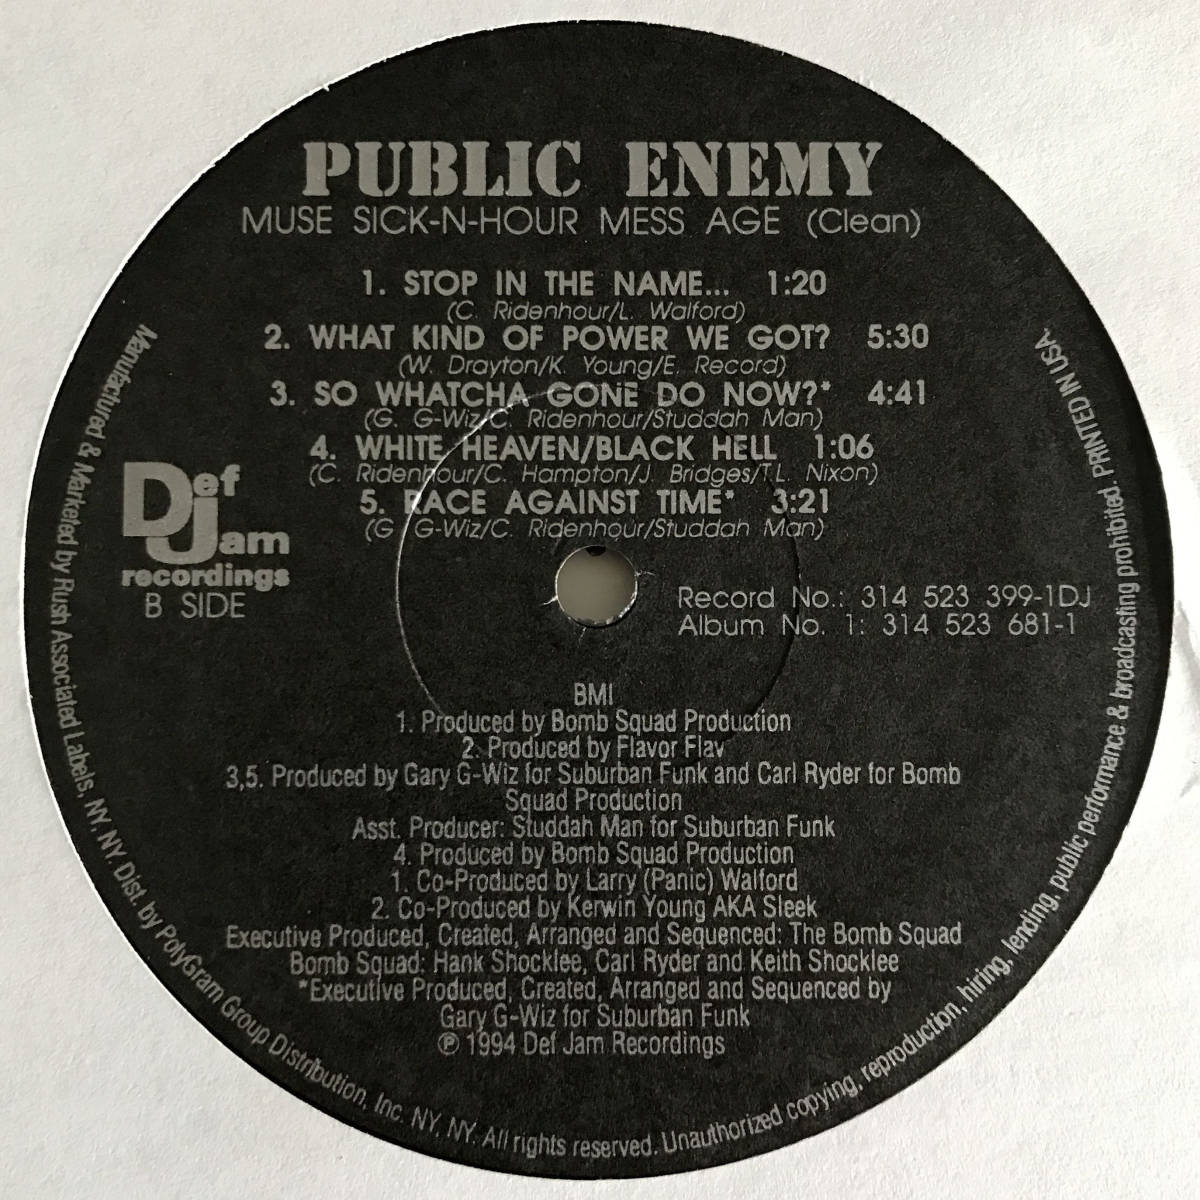 PUBLIC ENEMY
MUSE SICK-N-HOUR MESS AGE (Clean)
1. STOP IN THE NAME... 1:20
(C. Ridenhour/L. Walford)
2. WHAT KIND OF POWER WE GOT? 5:30
(W. Drayton/K. Young/E. Record)
3. SO WHATCHA GONE DO NOW?* 4:41
(G. G-Wiz/C. Ridenhour/Studdah Man)
4. WHITE HEAVEN/BLACK HELL 1:06
(C. Ridenhour/C. Hampton/J. Bridges/T.L. Nixon)
5. RACE AGAINST TIME* 3:21
(G. G-Wiz/C. Ridenhour/Studdah Man)
Def Jam
recordings
B SIDE
Record No.: 314 523 399-1DJ
Album No. 1: 314 523 681-1
BMI
1. Produced by Bomb Squad Production
2. Produced by Flavor Flav
3,5. Produced by Gary G-Wiz for Suburban Funk and Carl Ryder for Bomb
Squad Production
Asst. Producer: Studdah Man for Suburban Funk
4. Produced by Bomb Squad Production
1. Co-Produced by Larry (Panic) Walford
2. Co-Produced by Kerwin Young AKA Sleek
Executive Produced, Created, Arranged and Sequenced: The Bomb Squad
Bomb Squad: Hank Shocklee, Carl Ryder and Keith Shocklee
*Executive Produced, Created, Arranged and Sequenced by
Gary G-Wiz for Suburban Funk
℗ 1994 Def Jam Recordings
Manufactured & Marketed by Rush Associated Labels, NY, NY. Dist. by PolyGram Group Distribution, Inc. NY, NY. All rights reserved. Unauthorized copying, reproduction, hiring, lending, public perfomance & broadcasting prohibited. PRINTED IN USA.